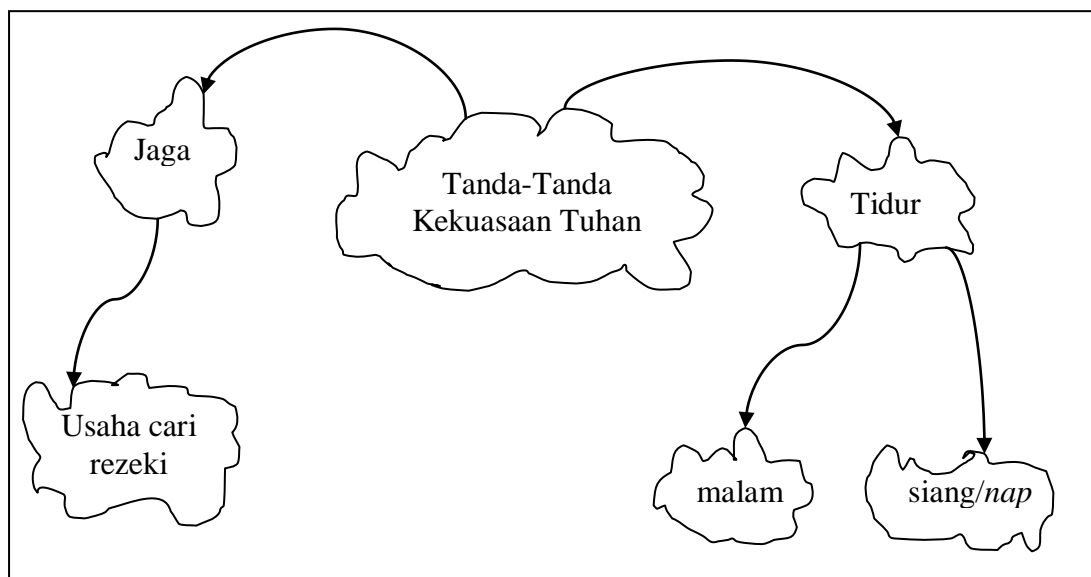 Jaga
Tanda-Tanda
Kekuasaan Tuhan
Tidur
Usaha cari
rezeki
malam
siang/nap